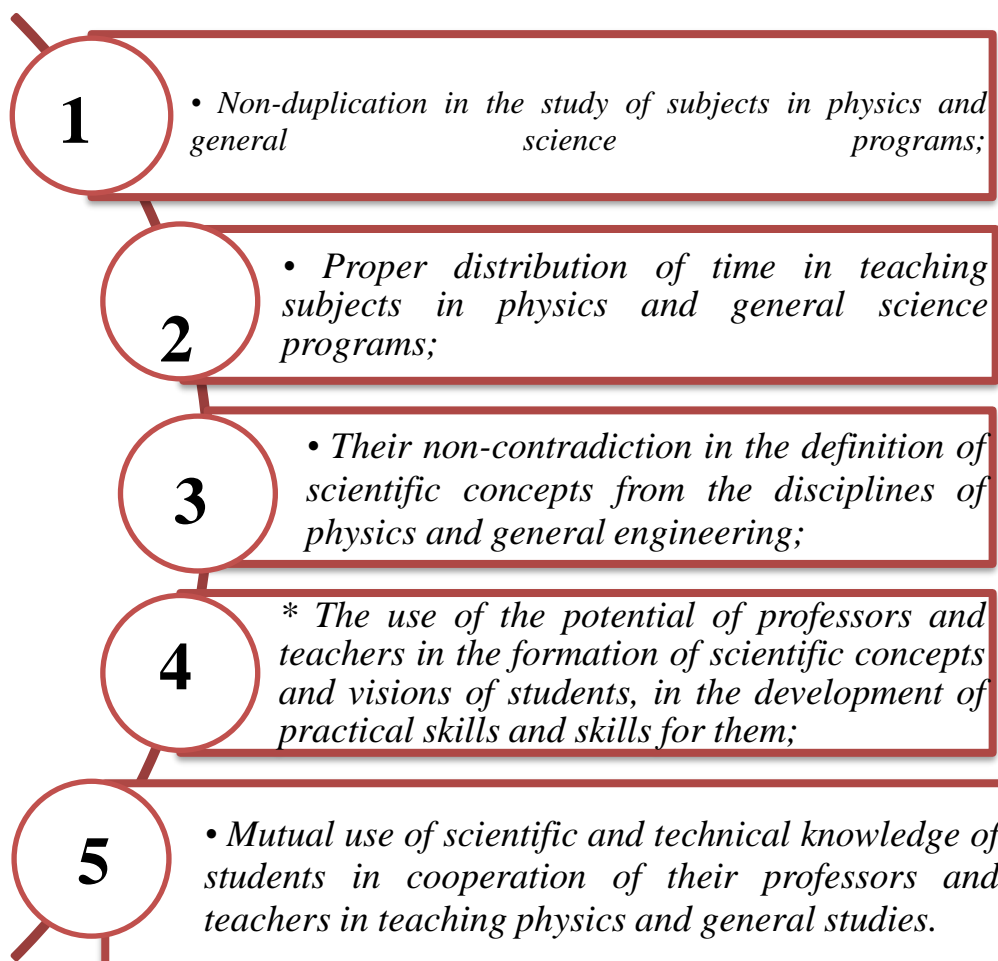 1
• Non-duplication in the study of subjects in physics and
general science programs;
2
• Proper distribution of time in teaching
subjects in physics and general science
programs;
3
• Their non-contradiction in the definition of
scientific concepts from the disciplines of
physics and general engineering;
4
* The use of the potential of professors and
teachers in the formation of scientific concepts
and visions of students, in the development of
practical skills and skills for them;
5
• Mutual use of scientific and technical knowledge of
students in cooperation of their professors and
teachers in teaching physics and general studies.